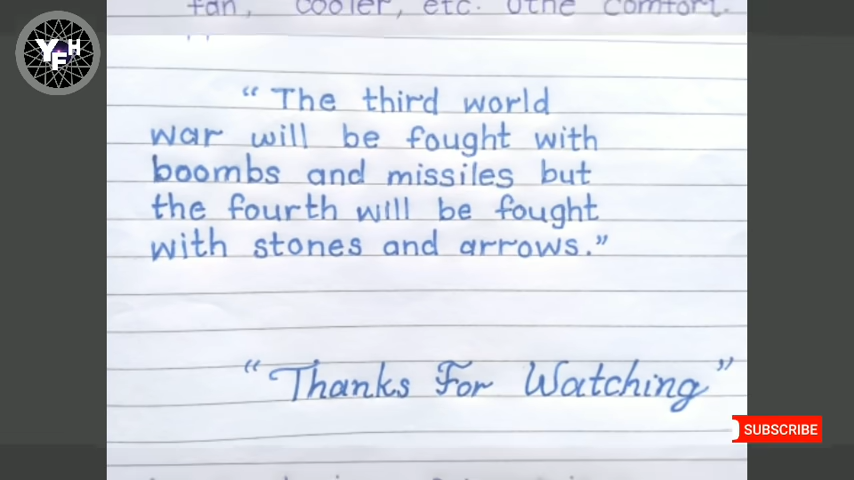 fan, cooler, etc. Othe comfort.
YFH
“ The third world
war will be fought with
boombs and missiles but
the fourth will be fought
with stones and arrows.”
“Thanks For Watching”
SUBSCRIBE